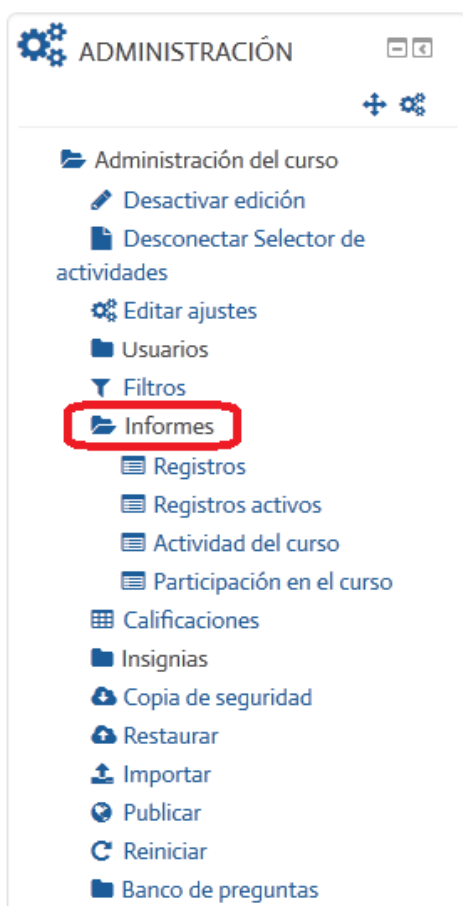 ADMINISTRACIÓN
Administración del curso
Desactivar edición
Desconectar Selector de
actividades
Editar ajustes
Usuarios
Filtros
Informes
Registros
Registros activos
Actividad del curso
Participación en el curso
Calificaciones
Insignias
Copia de seguridad
Restaurar
Importar
Publicar
Reiniciar
Banco de preguntas